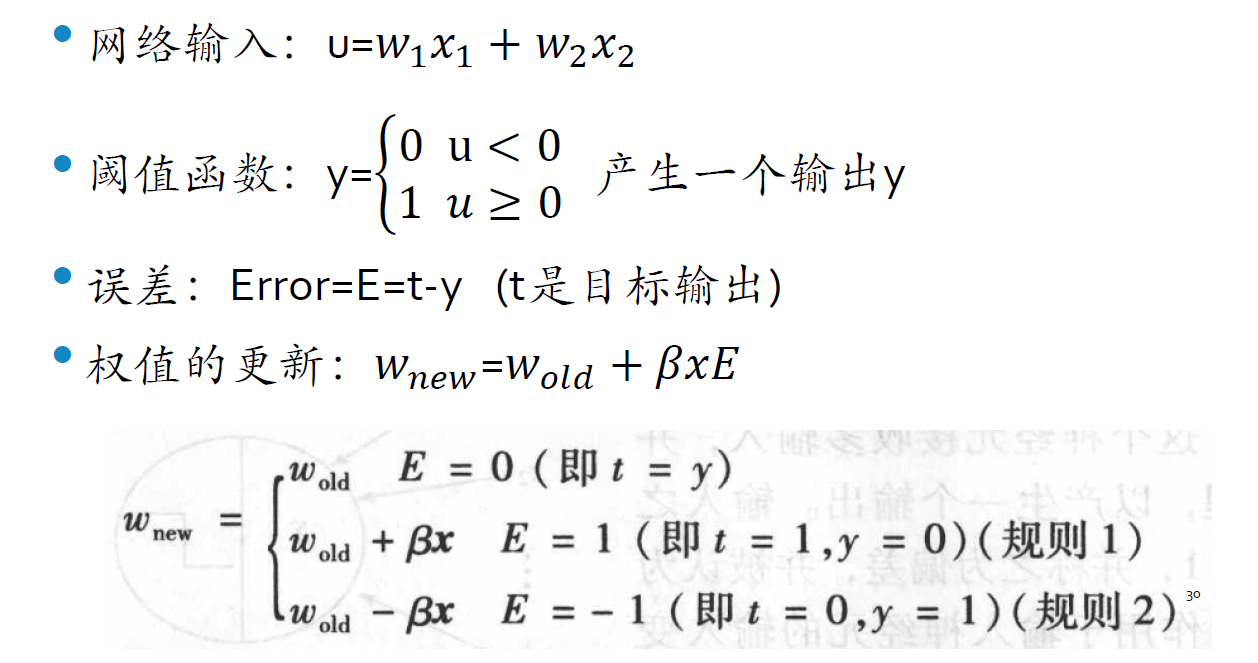 • 网络输入：u=w₁x₁ + w₂x₂
• 阈值函数：y={0 u < 0
1 u ≥ 0 产生一个输出y
• 误差：Error=E=t-y (t是目标输出)
• 权值的更新：w_new=w_old + βxE
w_new = {w_old E = 0 (即 t = y)
w_old + βx E = 1 (即 t = 1,y = 0)(规则1)
w_old − βx E = − 1 (即 t = 0,y = 1)(规则2)
30